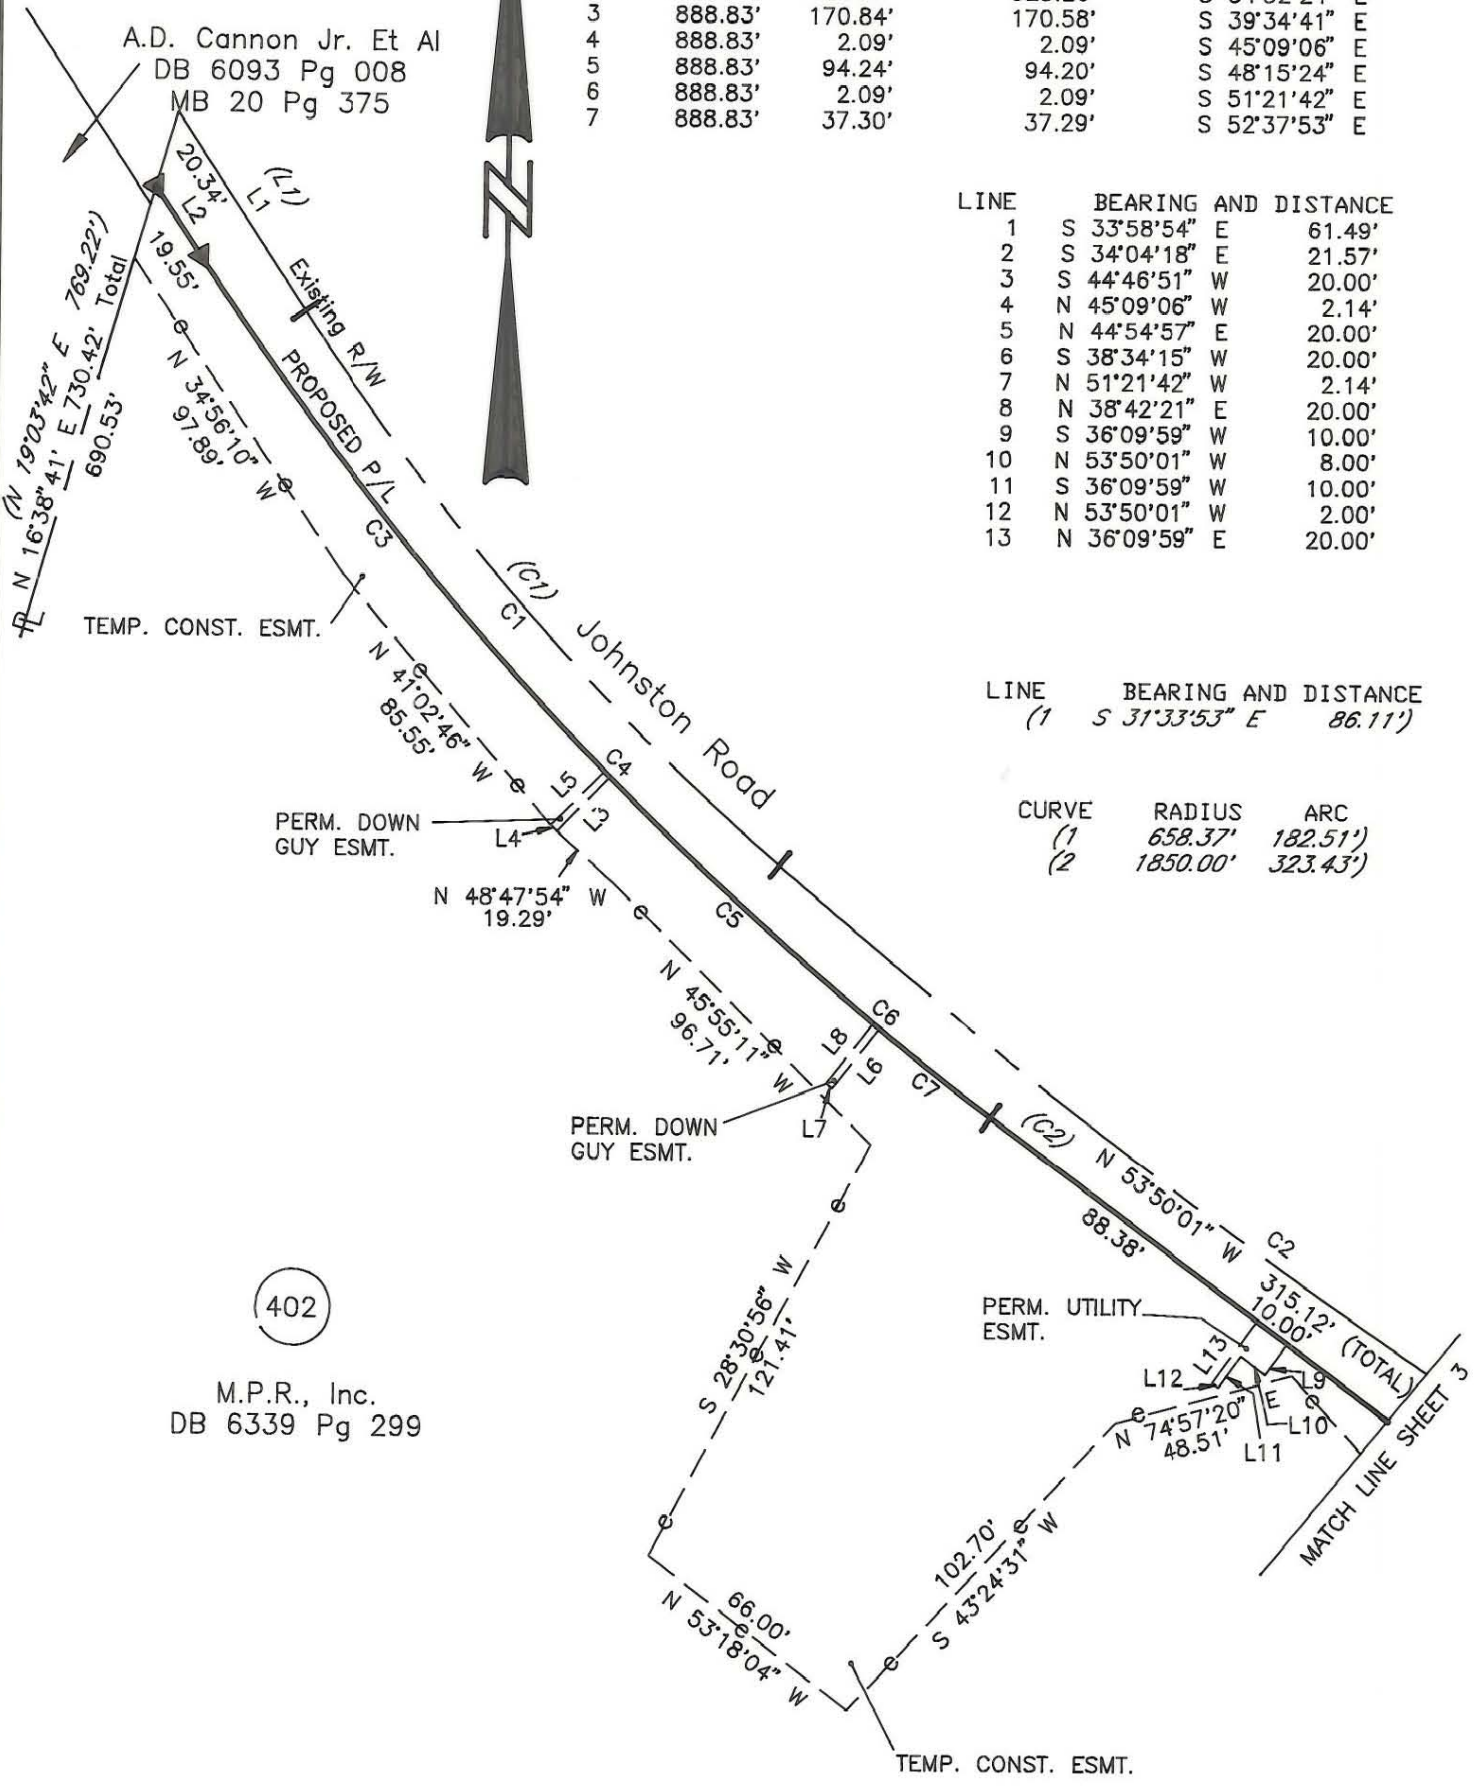 3 888.83' 170.84' 170.58' S 39°34'41" E
4 888.83' 2.09' 2.09' S 45°09'06" E
5 888.83' 94.24' 94.20' S 48°15'24" E
6 888.83' 2.09' 2.09' S 51°21'42" E
7 888.83' 37.30' 37.29' S 52°37'53" E
A.D. Cannon Jr. Et Al
DB 6093 Pg 008
MB 20 Pg 375
N
LINE BEARING AND DISTANCE
1 S 33°58'54" E 61.49'
2 S 34°04'18" E 21.57'
3 S 44°46'51" W 20.00'
4 N 45°09'06" W 2.14'
5 N 44°54'57" E 20.00'
6 S 38°34'15" W 20.00'
7 N 51°21'42" W 2.14'
8 N 38°42'21" E 20.00'
9 S 36°09'59" W 10.00'
10 N 53°50'01" W 8.00'
11 S 36°09'59" W 10.00'
12 N 53°50'01" W 2.00'
13 N 36°09'59" E 20.00'
20.34'
L1
(L1)
L2
19.55'
Existing R/W
(N 19°03'42" E 769.22')
N 16°38"41' E 730.42' Total
690.53'
PL
N 34°56'10" W
97.89'
PROPOSED P/L
C3
(C1)
C1
Johnston Road
TEMP. CONST. ESMT.
N 41°02'46" W
85.55'
LINE BEARING AND DISTANCE
(1 S 31°33'53" E 86.11')
CURVE RADIUS ARC
(1 658.37' 182.51')
(2 1850.00' 323.43')
C4
L5
L3
L4
PERM. DOWN
GUY ESMT.
N 48°47'54" W
19.29'
C5
N 45°55'11" W
96.71'
C6
L8
L6
C7
L7
PERM. DOWN
GUY ESMT.
(C2)
N 53°50'01" W
C2
315.12' (TOTAL)
88.38'
10.00'
PERM. UTILITY
ESMT.
L13
L12
L9
L10
L11
N 74°57'20" E
48.51'
MATCH LINE SHEET 3
S 28°30'56" W
121.41'
402
M.P.R., Inc.
DB 6339 Pg 299
102.70'
S 43°24'31" W
66.00'
N 53°18'04" W
TEMP. CONST. ESMT.